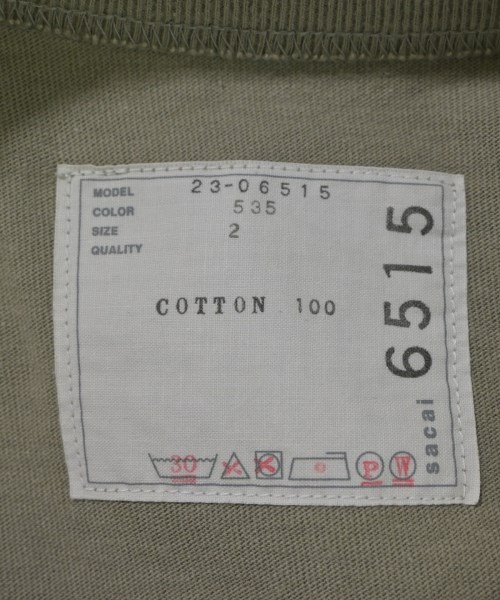 MODEL 23-06515
COLOR 535
SIZE 2
QUALITY
COTTON 100
6515
sacai
30
P W